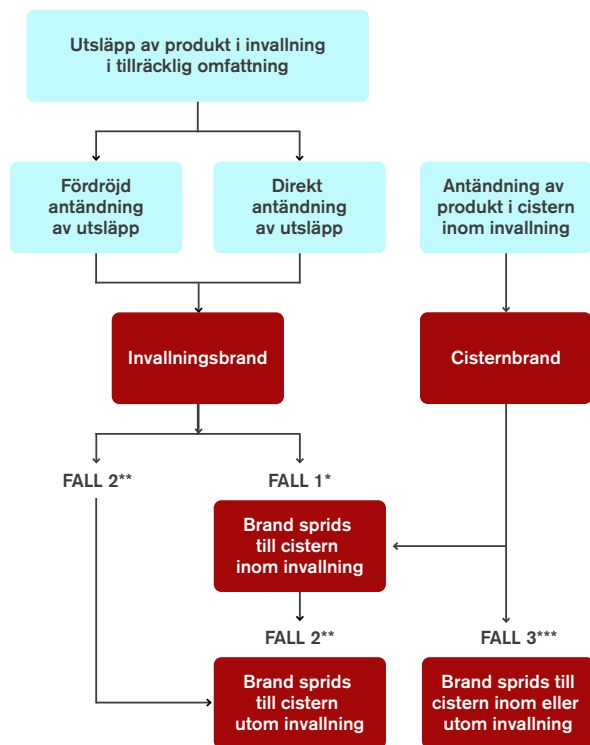 Utsläpp av produkt i invallning
i tillräcklig omfattning
Fördröjd
antändning
av utsläpp
Direkt
antändning
av utsläpp
Antändning av
produkt i cistern
inom invallning
Invallningsbrand
Cisternbrand
FALL 2**
FALL 1*
Brand sprids
till cistern
inom invallning
FALL 2**
FALL 3***
Brand sprids
till cistern
utom invallning
Brand sprids till
cistern inom eller
utom invallning